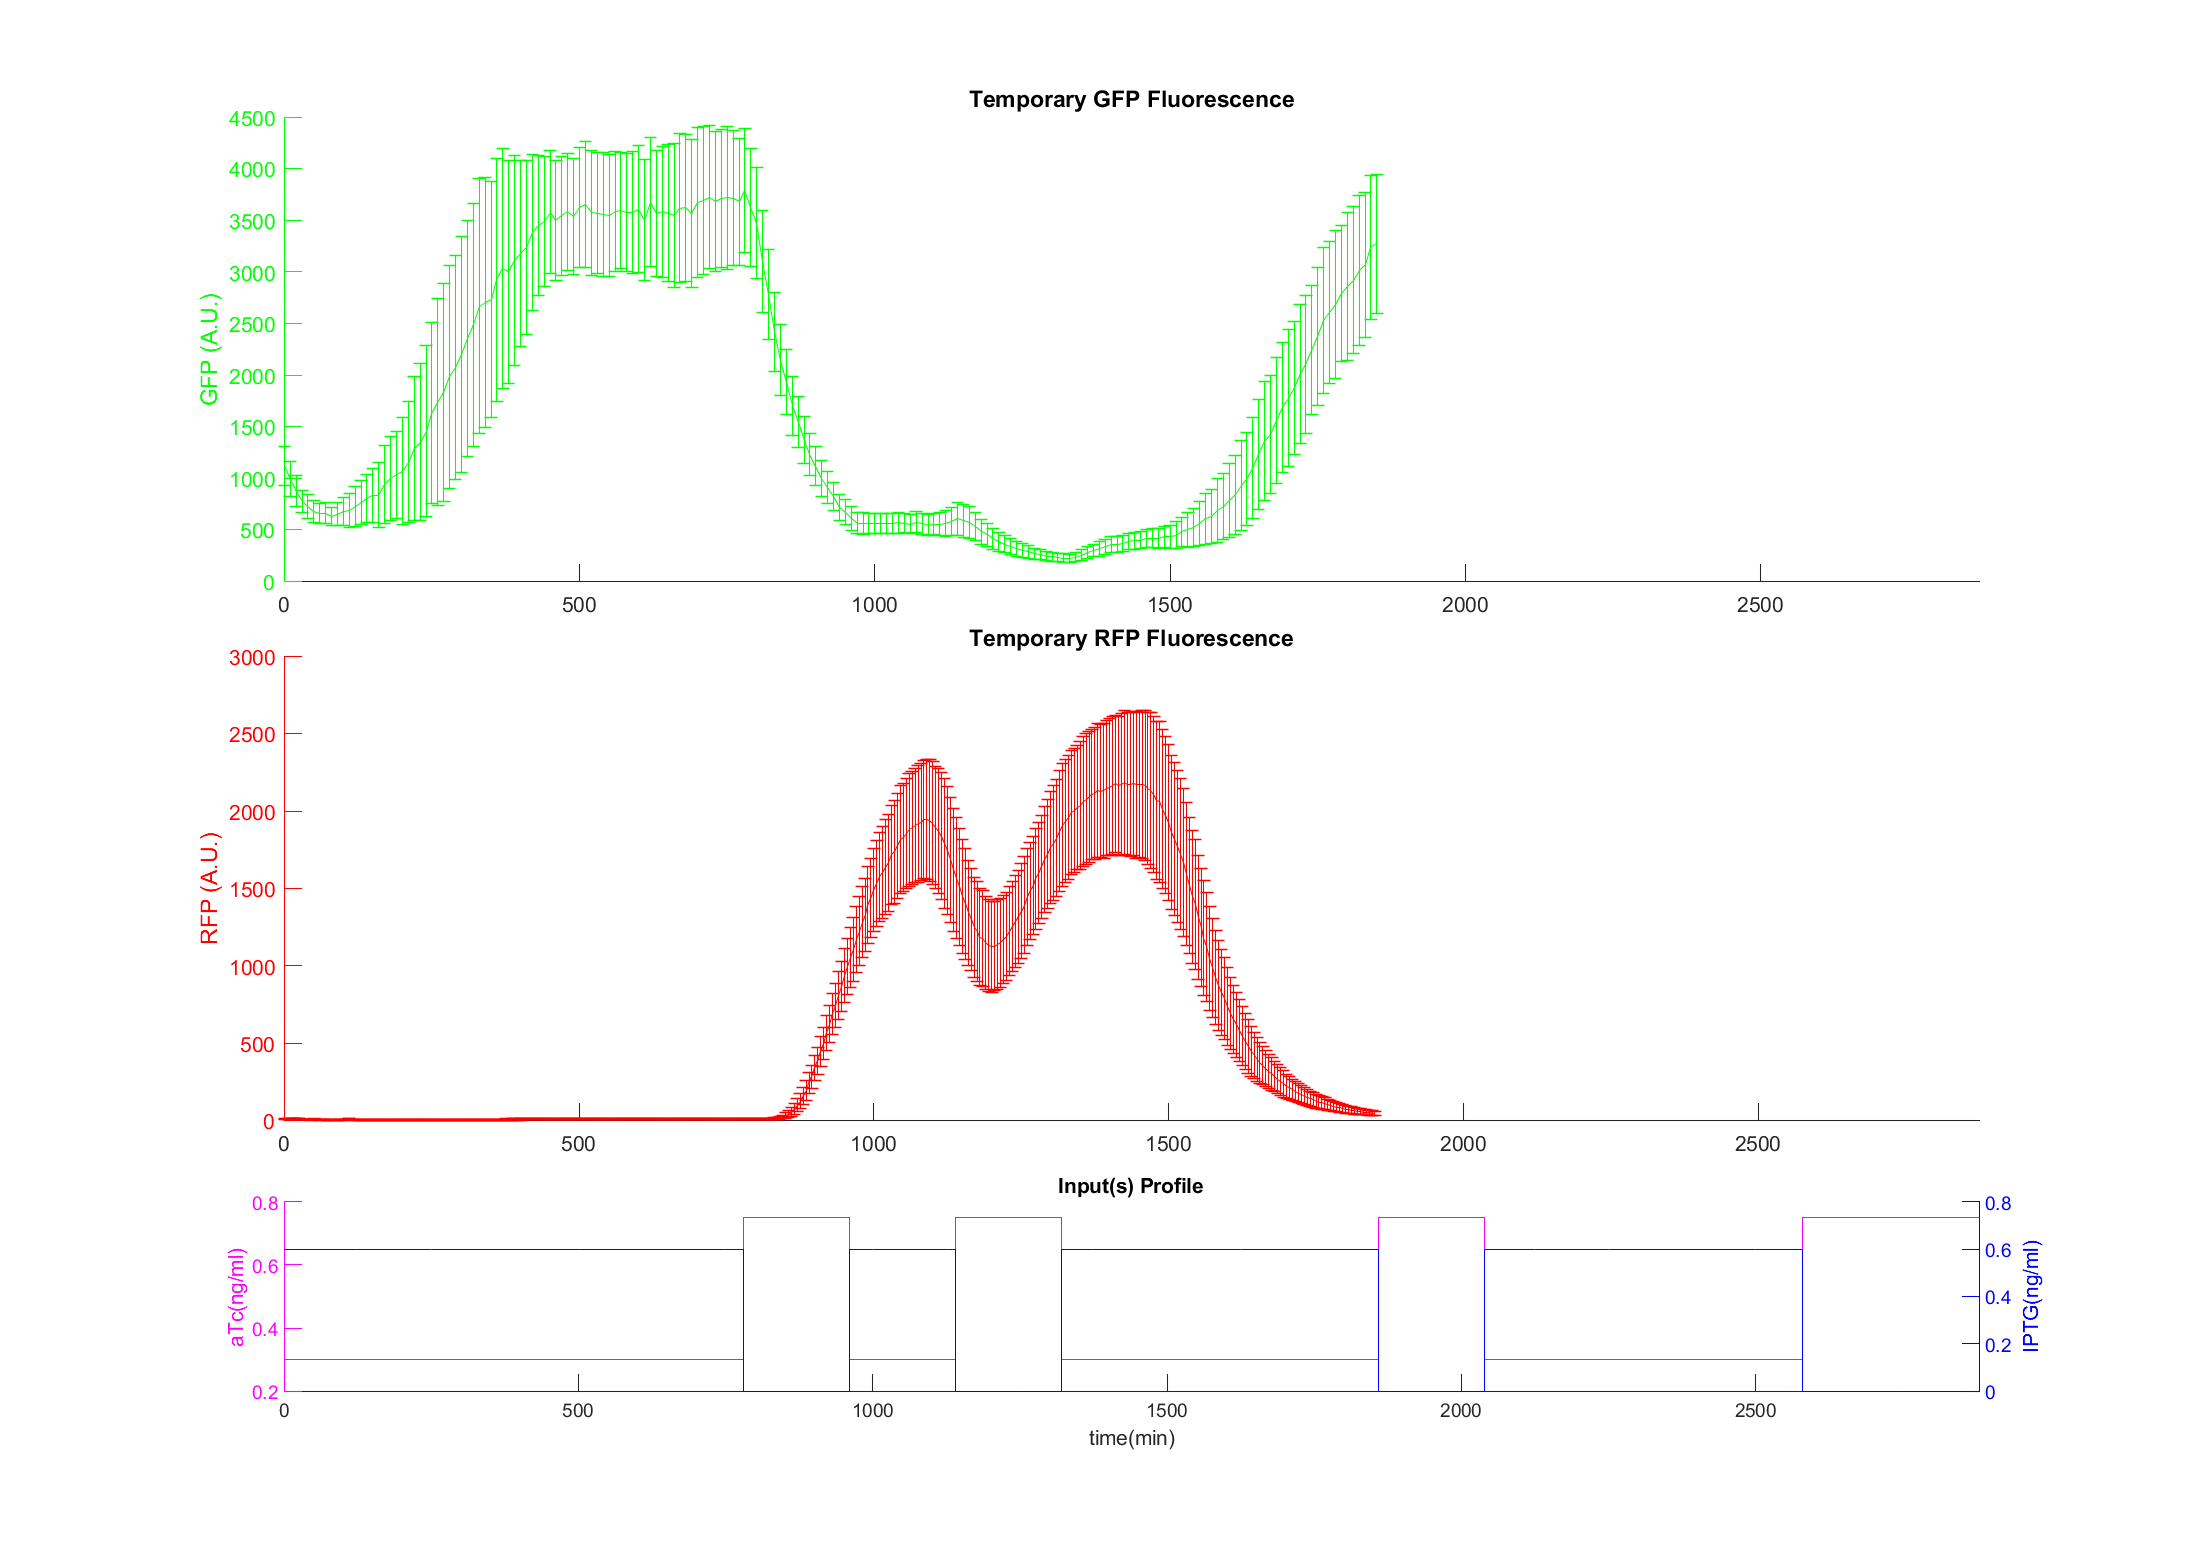 Temporary GFP Fluorescence
4500
4000
3500
3000
2500
2000
1500
1000
500
0
GFP (A.U.)
0 500 1000 1500 2000 2500
Temporary RFP Fluorescence
3000
2500
2000
1500
1000
500
0
RFP (A.U.)
0 500 1000 1500 2000 2500
Input(s) Profile
0.8
0.6
0.4
0.2
aTc(ng/ml)
0.8
0.6
0.4
0.2
0
IPTG(ng/ml)
0 500 1000 1500 2000 2500
time(min)